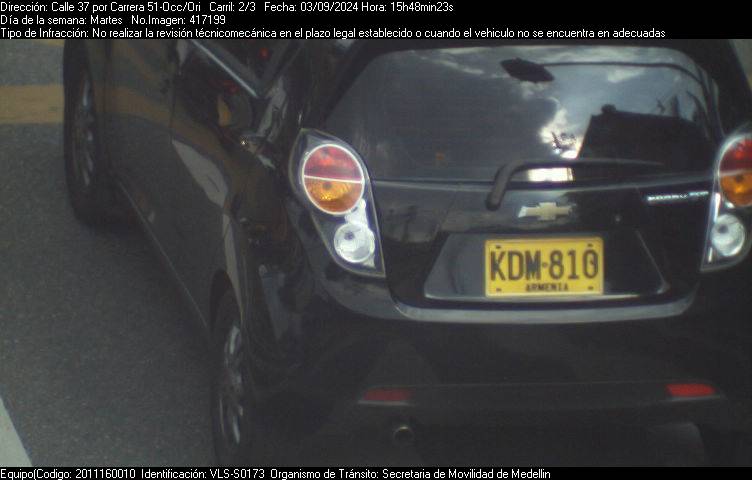 Dirección: Calle 37 por Carrera 51-Occ/Ori Carril: 2/3 Fecha: 03/09/2024 Hora: 15h48min23s
Día de la semana: Martes No.Imagen: 417199
Tipo de Infracción: No realizar la revisión técnicomecánica en el plazo legal establecido o cuando el vehiculo no se encuentra en adecuadas
KDM·810
ARMENIA
Equipo(Codigo: 2011160010 Identificación: VLS-S0173 Organismo de Tránsito: Secretaria de Movilidad de Medellin